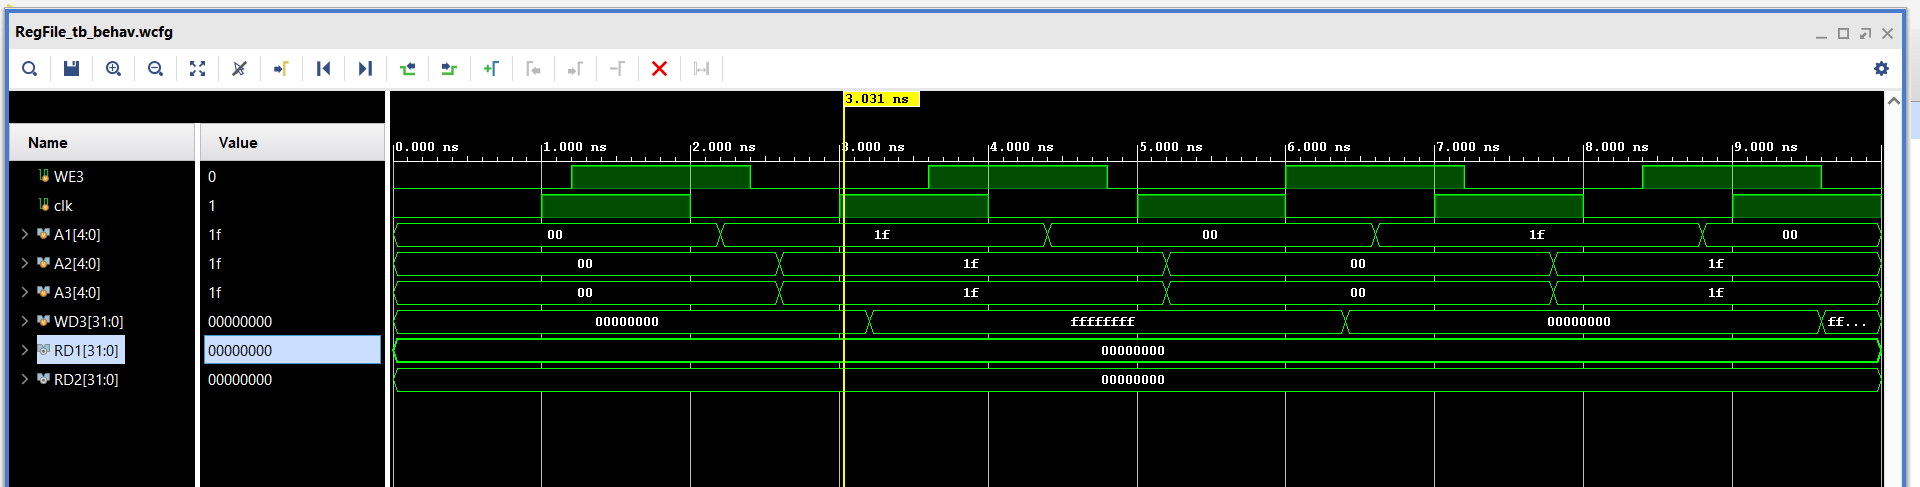 RegFile_tb_behav.wcfg
3.031 ns
Name Value
0.000 ns 1.000 ns 2.000 ns 3.000 ns 4.000 ns 5.000 ns 6.000 ns 7.000 ns 8.000 ns 9.000 ns
WE3 0
clk 1
A1[4:0] 1f 00 1f 00 1f 00
A2[4:0] 1f 00 1f 00 1f
A3[4:0] 1f 00 1f 00 1f
WD3[31:0] 00000000 00000000 ffffffff 00000000 ff...
RD1[31:0] 00000000 00000000
RD2[31:0] 00000000 00000000